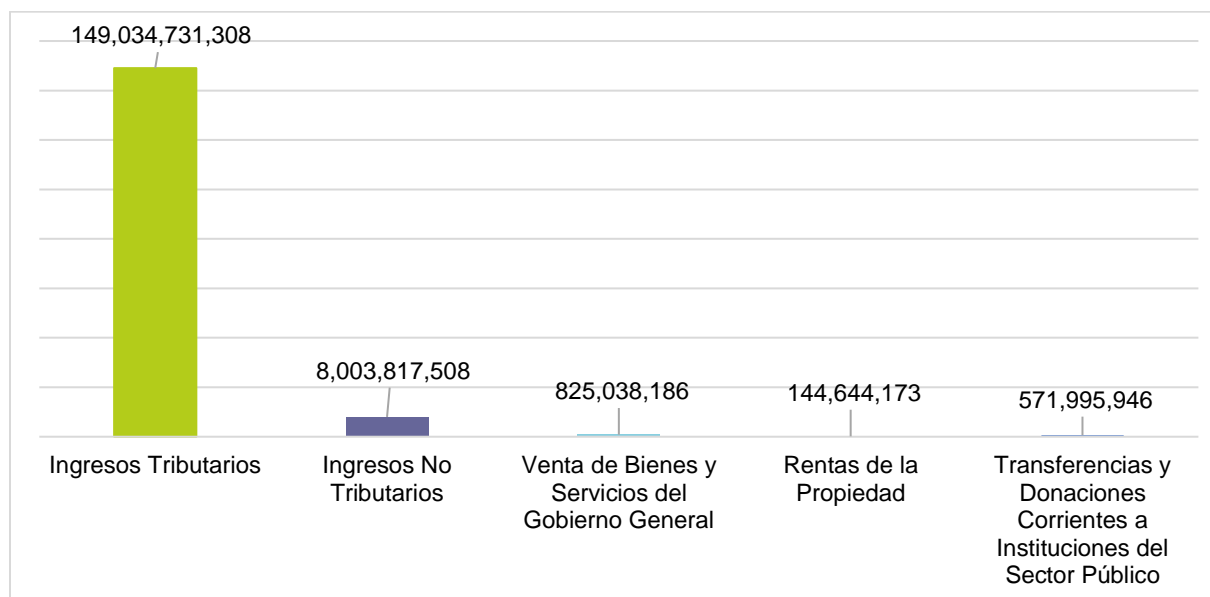 149,034,731,308
8,003,817,508
825,038,186
144,644,173
571,995,946
Ingresos Tributarios
Ingresos No
Tributarios
Venta de Bienes y
Servicios del
Gobierno General
Rentas de la
Propiedad
Transferencias y
Donaciones
Corrientes a
Instituciones del
Sector Público